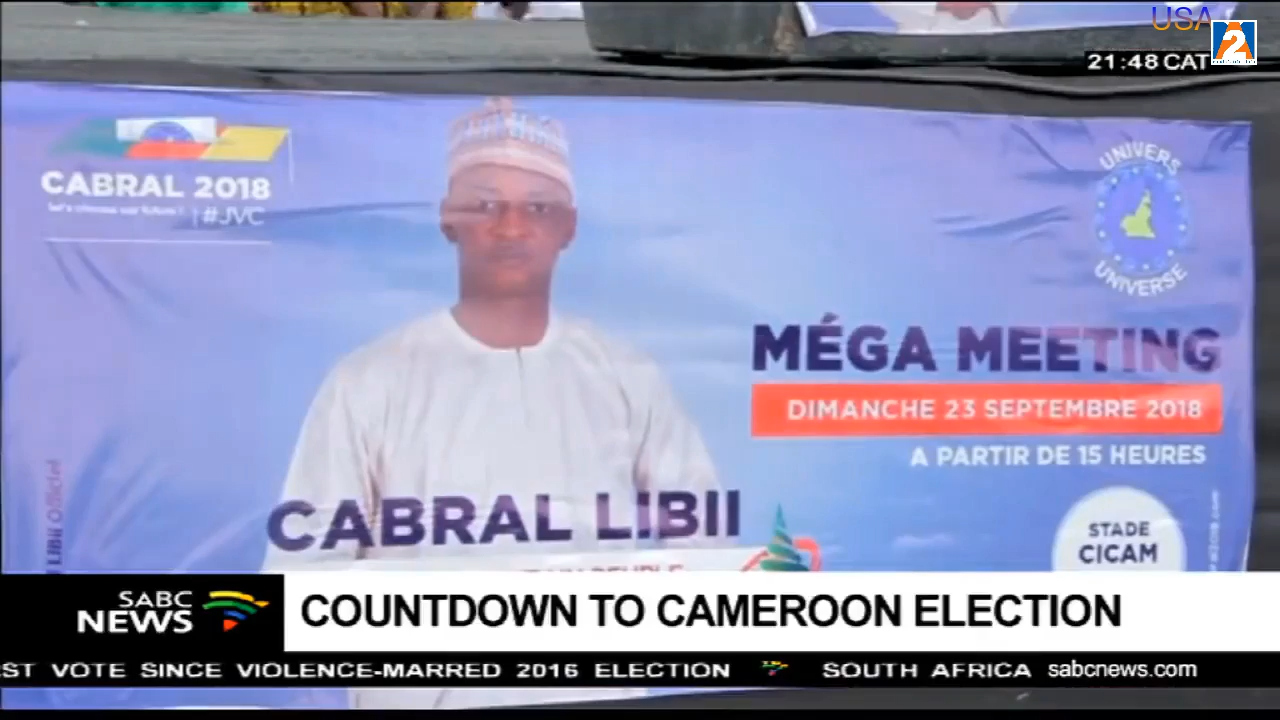 USA
2
21:48 CAT
CABRAL 2018
#JVC
UNIVERS
UNIVERSE
MÉGA MEETING
DIMANCHE 23 SEPTEMBRE 2018
A PARTIR DE 15 HEURES
CABRAL LIBII
STADE
CICAM
SABC
NEWS
COUNTDOWN TO CAMEROON ELECTION
VOTE SINCE VIOLENCE-MARRED 2016 ELECTION SOUTH AFRICA sabcnews.com